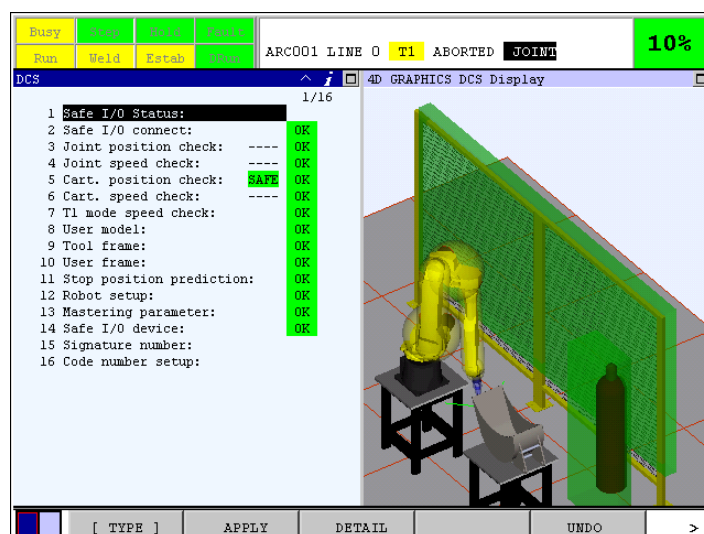 Busy Step Hold Fault
Run Weld Estab DRun
ARC001 LINE 0 T1 ABORTED JOINT
10%
DCS
4D GRAPHICS DCS Display
1/16
1 Safe I/O Status:
2 Safe I/O connect: OK
3 Joint position check: ---- OK
4 Joint speed check: ---- OK
5 Cart. position check: SAFE OK
6 Cart. speed check: ---- OK
7 T1 mode speed check: OK
8 User model: OK
9 Tool frame: OK
10 User frame: OK
11 Stop position prediction: OK
12 Robot setup: OK
13 Mastering parameter: OK
14 Safe I/O device: OK
15 Signature number:
16 Code number setup:
[ TYPE ] APPLY DETAIL UNDO >